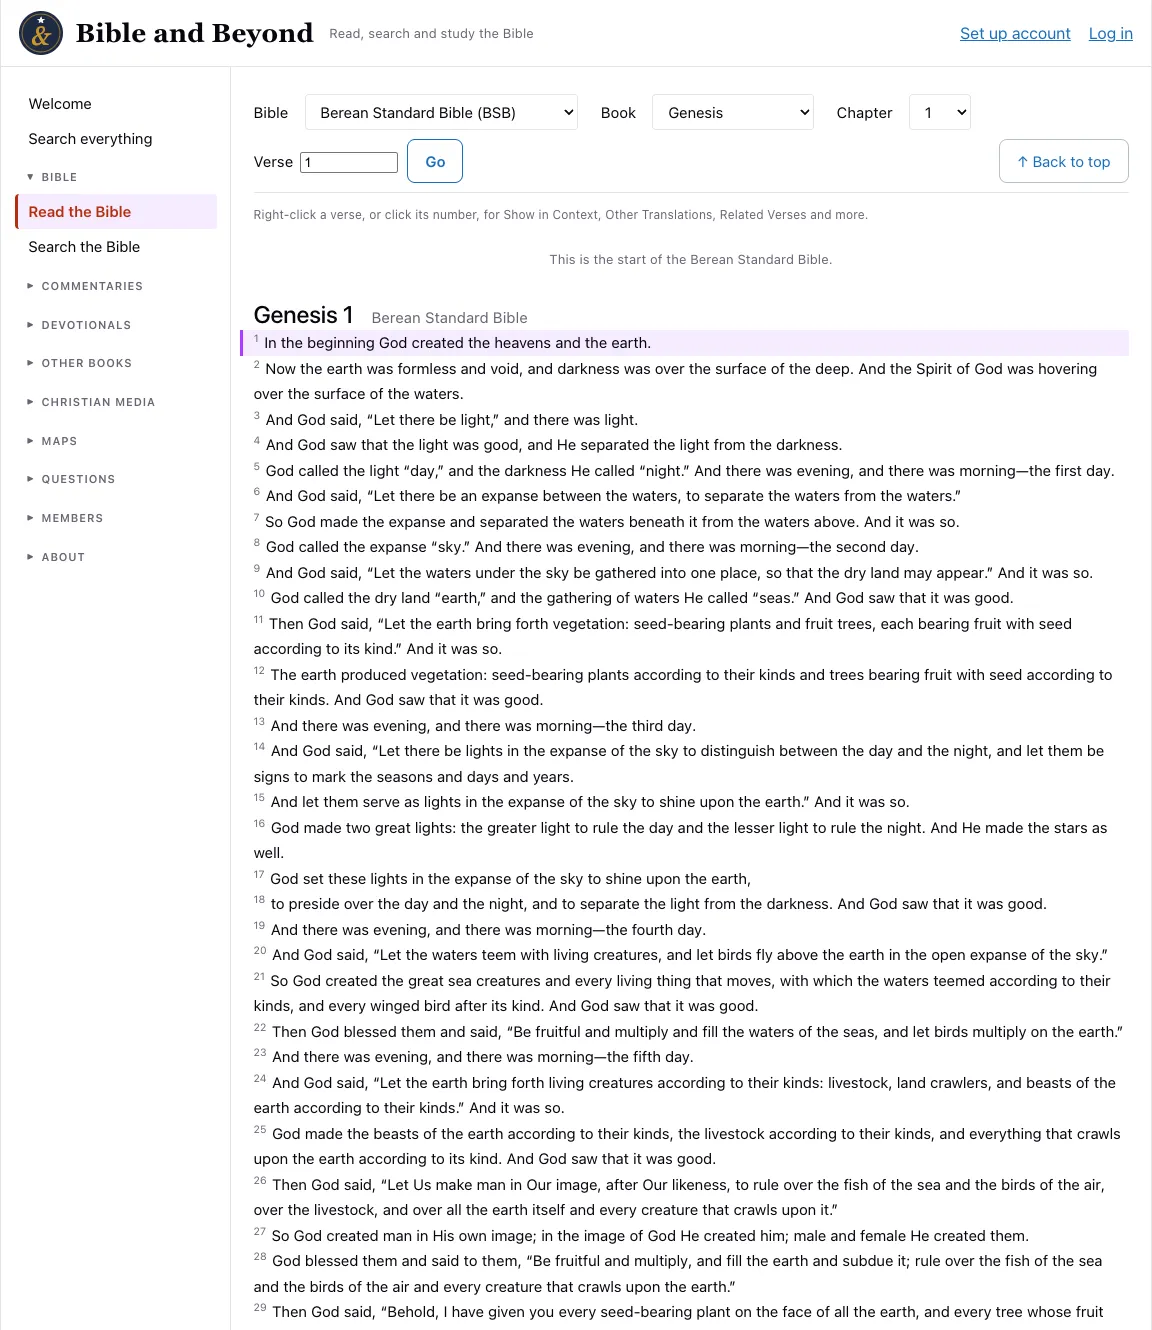 &
Bible and Beyond
Read, search and study the Bible
Set up account
Log in
Welcome
Search everything
▾ BIBLE
Read the Bible
Search the Bible
▸ COMMENTARIES
▸ DEVOTIONALS
▸ OTHER BOOKS
▸ CHRISTIAN MEDIA
▸ MAPS
▸ QUESTIONS
▸ MEMBERS
▸ ABOUT
Bible Berean Standard Bible (BSB) Book Genesis Chapter 1
Verse 1 Go ↑ Back to top
Right-click a verse, or click its number, for Show in Context, Other Translations, Related Verses and more.
This is the start of the Berean Standard Bible.
Genesis 1 Berean Standard Bible
1 In the beginning God created the heavens and the earth.
2 Now the earth was formless and void, and darkness was over the surface of the deep. And the Spirit of God was hovering
over the surface of the waters.
3 And God said, “Let there be light,” and there was light.
4 And God saw that the light was good, and He separated the light from the darkness.
5 God called the light “day,” and the darkness He called “night.” And there was evening, and there was morning—the first day.
6 And God said, “Let there be an expanse between the waters, to separate the waters from the waters.”
7 So God made the expanse and separated the waters beneath it from the waters above. And it was so.
8 God called the expanse “sky.” And there was evening, and there was morning—the second day.
9 And God said, “Let the waters under the sky be gathered into one place, so that the dry land may appear.” And it was so.
10 God called the dry land “earth,” and the gathering of waters He called “seas.” And God saw that it was good.
11 Then God said, “Let the earth bring forth vegetation: seed-bearing plants and fruit trees, each bearing fruit with seed
according to its kind.” And it was so.
12 The earth produced vegetation: seed-bearing plants according to their kinds and trees bearing fruit with seed according to
their kinds. And God saw that it was good.
13 And there was evening, and there was morning—the third day.
14 And God said, “Let there be lights in the expanse of the sky to distinguish between the day and the night, and let them be
signs to mark the seasons and days and years.
15 And let them serve as lights in the expanse of the sky to shine upon the earth.” And it was so.
16 God made two great lights: the greater light to rule the day and the lesser light to rule the night. And He made the stars as
well.
17 God set these lights in the expanse of the sky to shine upon the earth,
18 to preside over the day and the night, and to separate the light from the darkness. And God saw that it was good.
19 And there was evening, and there was morning—the fourth day.
20 And God said, “Let the waters teem with living creatures, and let birds fly above the earth in the open expanse of the sky.”
21 So God created the great sea creatures and every living thing that moves, with which the waters teemed according to their
kinds, and every winged bird after its kind. And God saw that it was good.
22 Then God blessed them and said, “Be fruitful and multiply and fill the waters of the seas, and let birds multiply on the earth.”
23 And there was evening, and there was morning—the fifth day.
24 And God said, “Let the earth bring forth living creatures according to their kinds: livestock, land crawlers, and beasts of the
earth according to their kinds.” And it was so.
25 God made the beasts of the earth according to their kinds, the livestock according to their kinds, and everything that crawls
upon the earth according to its kind. And God saw that it was good.
26 Then God said, “Let Us make man in Our image, after Our likeness, to rule over the fish of the sea and the birds of the air,
over the livestock, and over all the earth itself and every creature that crawls upon it.”
27 So God created man in His own image; in the image of God He created him; male and female He created them.
28 God blessed them and said to them, “Be fruitful and multiply, and fill the earth and subdue it; rule over the fish of the sea
and the birds of the air and every creature that crawls upon the earth.”
29 Then God said, “Behold, I have given you every seed-bearing plant on the face of all the earth, and every tree whose fruit